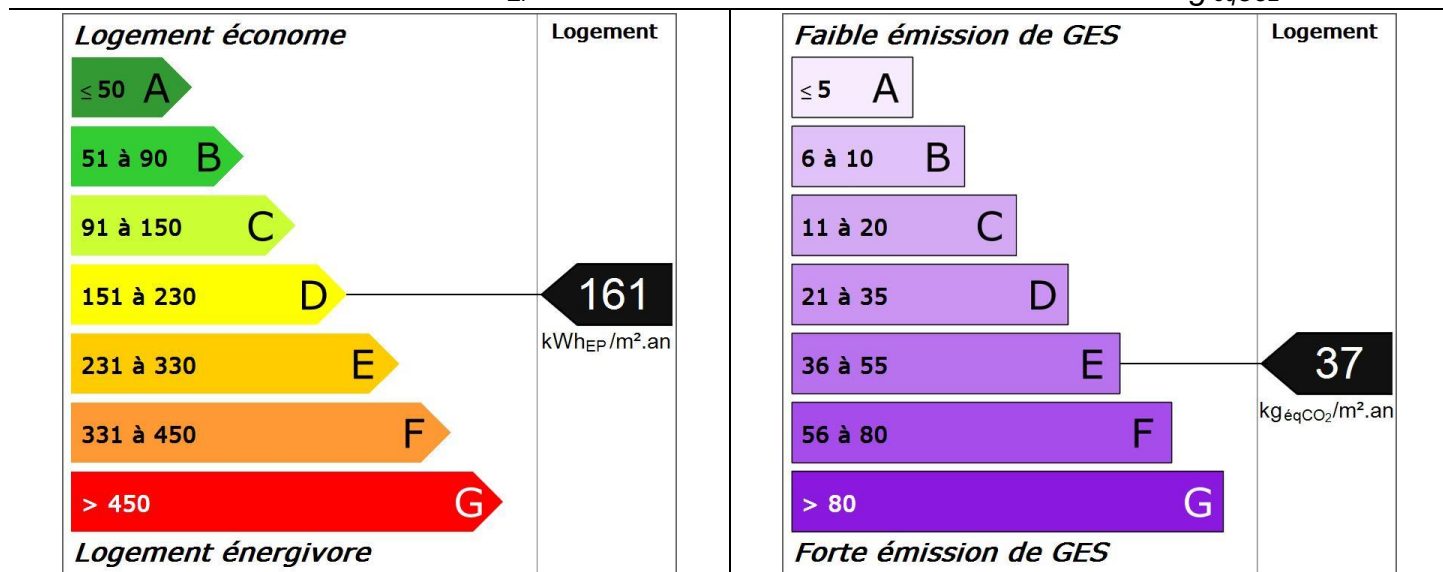 Logement économe
Logement
≤ 50 A
51 à 90 B
91 à 150 C
151 à 230 D
161
kWhEP/m².an
231 à 330 E
331 à 450 F
> 450 G
Logement énergivore
Faible émission de GES
Logement
≤ 5 A
6 à 10 B
11 à 20 C
21 à 35 D
36 à 55 E
37
kgéqCO₂/m².an
56 à 80 F
> 80 G
Forte émission de GES